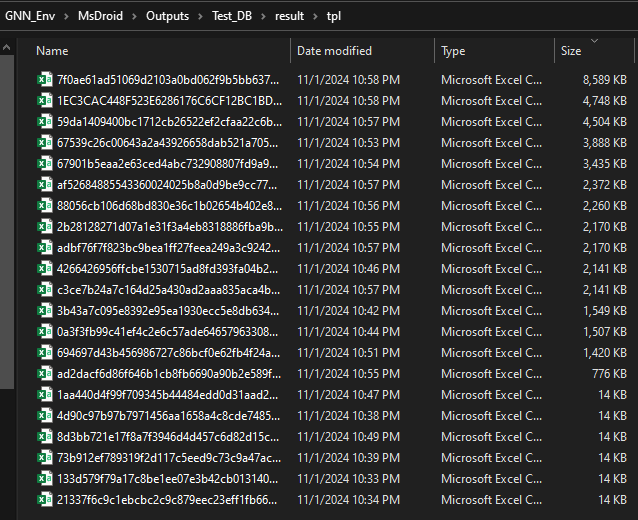 GNN_Env > MsDroid > Outputs > Test_DB > result > tpl
Name Date modified Type Size
7f0ae61ad51069d2103a0bd062f9b5bb637... 11/1/2024 10:58 PM Microsoft Excel C... 8,589 KB
1EC3CAC448F523E6286176C6CF12BC1BD... 11/1/2024 10:58 PM Microsoft Excel C... 4,748 KB
59da1409400bc1712cb26522ef2cfaa22c6b... 11/1/2024 10:57 PM Microsoft Excel C... 4,504 KB
67539c26c00643a2a43926658dab521a705... 11/1/2024 10:53 PM Microsoft Excel C... 3,888 KB
67901b5eaa2e63ced4abc732908807fd9a9... 11/1/2024 10:54 PM Microsoft Excel C... 3,435 KB
af52684885543360024025b8a0d9be9cc77... 11/1/2024 10:57 PM Microsoft Excel C... 2,372 KB
88056cb106d68bd830e36c1b02654b402e8... 11/1/2024 10:56 PM Microsoft Excel C... 2,260 KB
2b28128271d07a1e31f3a4eb8318886fba9b... 11/1/2024 10:55 PM Microsoft Excel C... 2,170 KB
adbf76f7f823bc9bea1ff27feea249a3c9242... 11/1/2024 10:57 PM Microsoft Excel C... 2,170 KB
4266426956ffcbe1530715ad8fd393fa04b2... 11/1/2024 10:46 PM Microsoft Excel C... 2,141 KB
c3ce7b24a7c164d25a430ad2aaa835aca4b... 11/1/2024 10:57 PM Microsoft Excel C... 2,141 KB
3b43a7c095e8392e95ea1930ecc5e8db634... 11/1/2024 10:42 PM Microsoft Excel C... 1,549 KB
0a3f3fb99c41ef4c2e6c57ade64657963308... 11/1/2024 10:44 PM Microsoft Excel C... 1,507 KB
694697d43b456986727c86bcf0e62fb4f24a... 11/1/2024 10:51 PM Microsoft Excel C... 1,420 KB
ad2dacf6d86f646b1cb8fb6690a90b2e589f... 11/1/2024 10:55 PM Microsoft Excel C... 776 KB
1aa440d4f99f709345b44484edd0d31aad2... 11/1/2024 10:47 PM Microsoft Excel C... 14 KB
4d90c97b97b7971456aa1658a4c8cde7485... 11/1/2024 10:38 PM Microsoft Excel C... 14 KB
8d3bb721e17f8a7f3946d4d457c6d82d15c... 11/1/2024 10:49 PM Microsoft Excel C... 14 KB
73b912ef789319f2d117c5eed9c73c9a47ac... 11/1/2024 10:39 PM Microsoft Excel C... 14 KB
133d579f79a17c8be1ee07e3b42cb013140... 11/1/2024 10:33 PM Microsoft Excel C... 14 KB
21337f6c9c1ebcbc2c9c879eec23eff1fb66... 11/1/2024 10:34 PM Microsoft Excel C... 14 KB